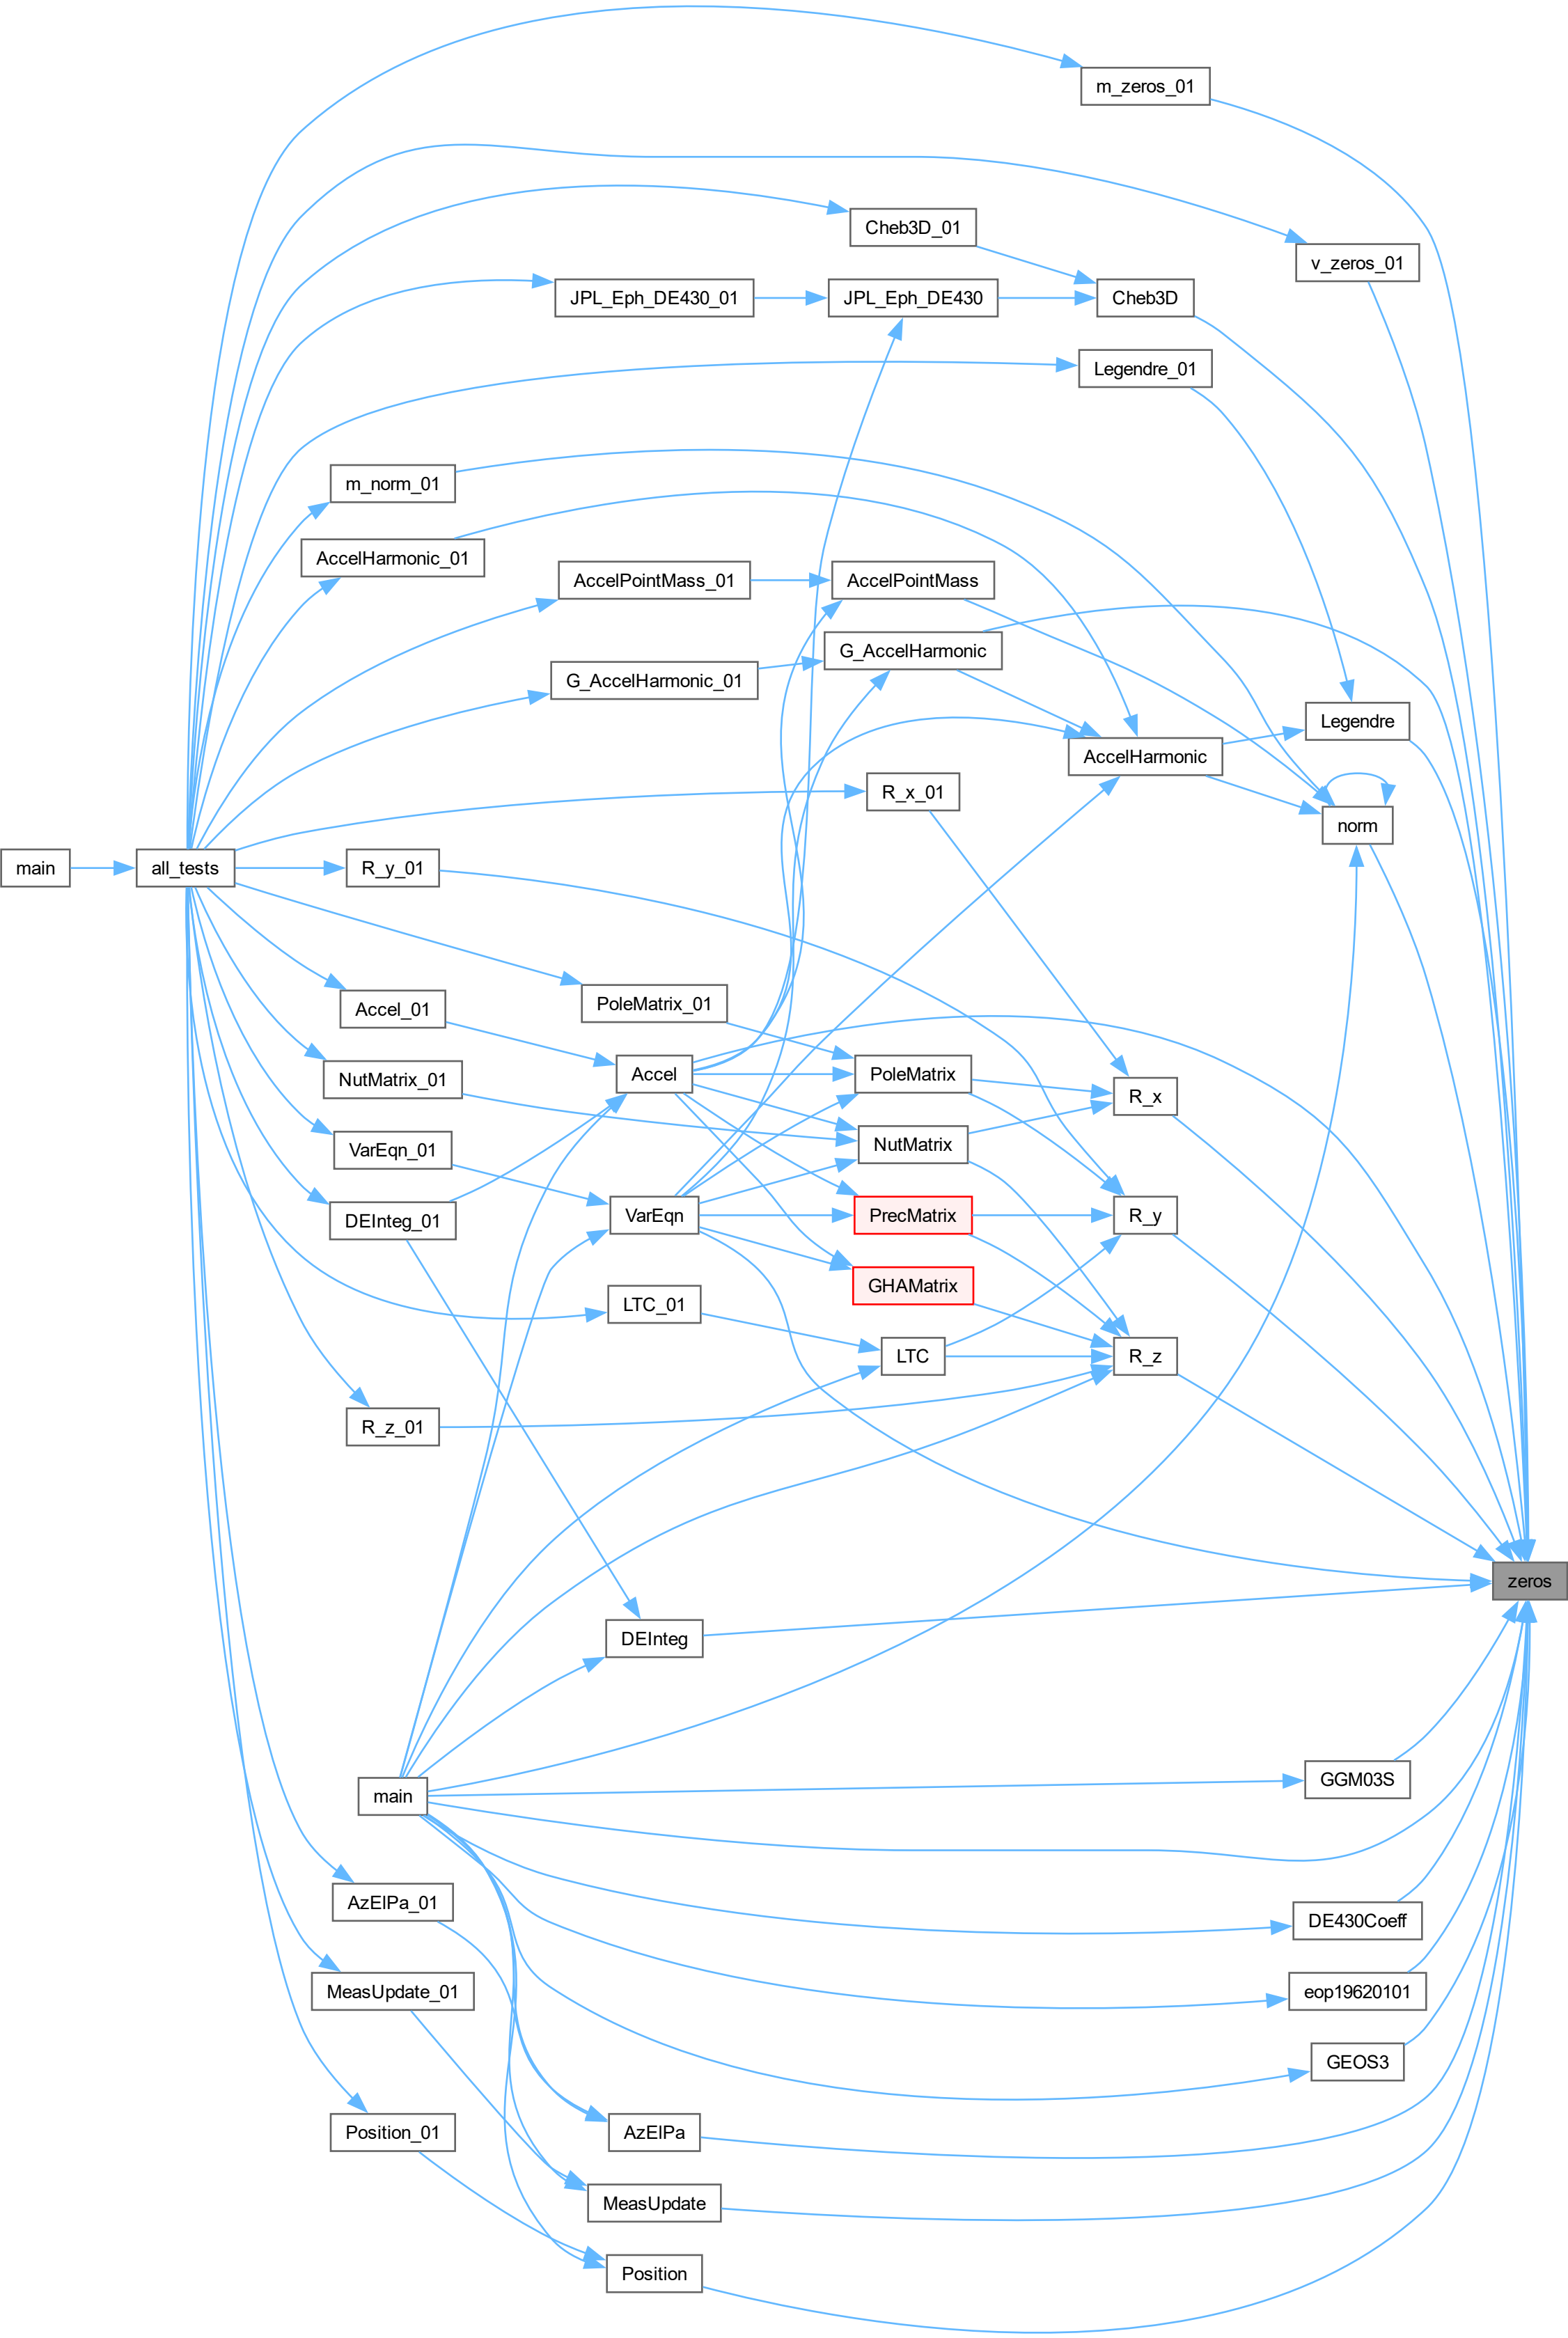 m_zeros_01
Cheb3D_01
v_zeros_01
JPL_Eph_DE430_01
JPL_Eph_DE430
Cheb3D
Legendre_01
m_norm_01
AccelHarmonic_01
AccelPointMass_01
AccelPointMass
G_AccelHarmonic
G_AccelHarmonic_01
Legendre
AccelHarmonic
R_x_01
norm
main
all_tests
R_y_01
PoleMatrix_01
Accel_01
NutMatrix_01
Accel
PoleMatrix
R_x
VarEqn_01
NutMatrix
DEInteg_01
VarEqn
PrecMatrix
R_y
GHAMatrix
LTC_01
LTC
R_z
R_z_01
zeros
DEInteg
main
GGM03S
AzElPa_01
DE430Coeff
MeasUpdate_01
eop19620101
GEOS3
Position_01
AzElPa
MeasUpdate
Position